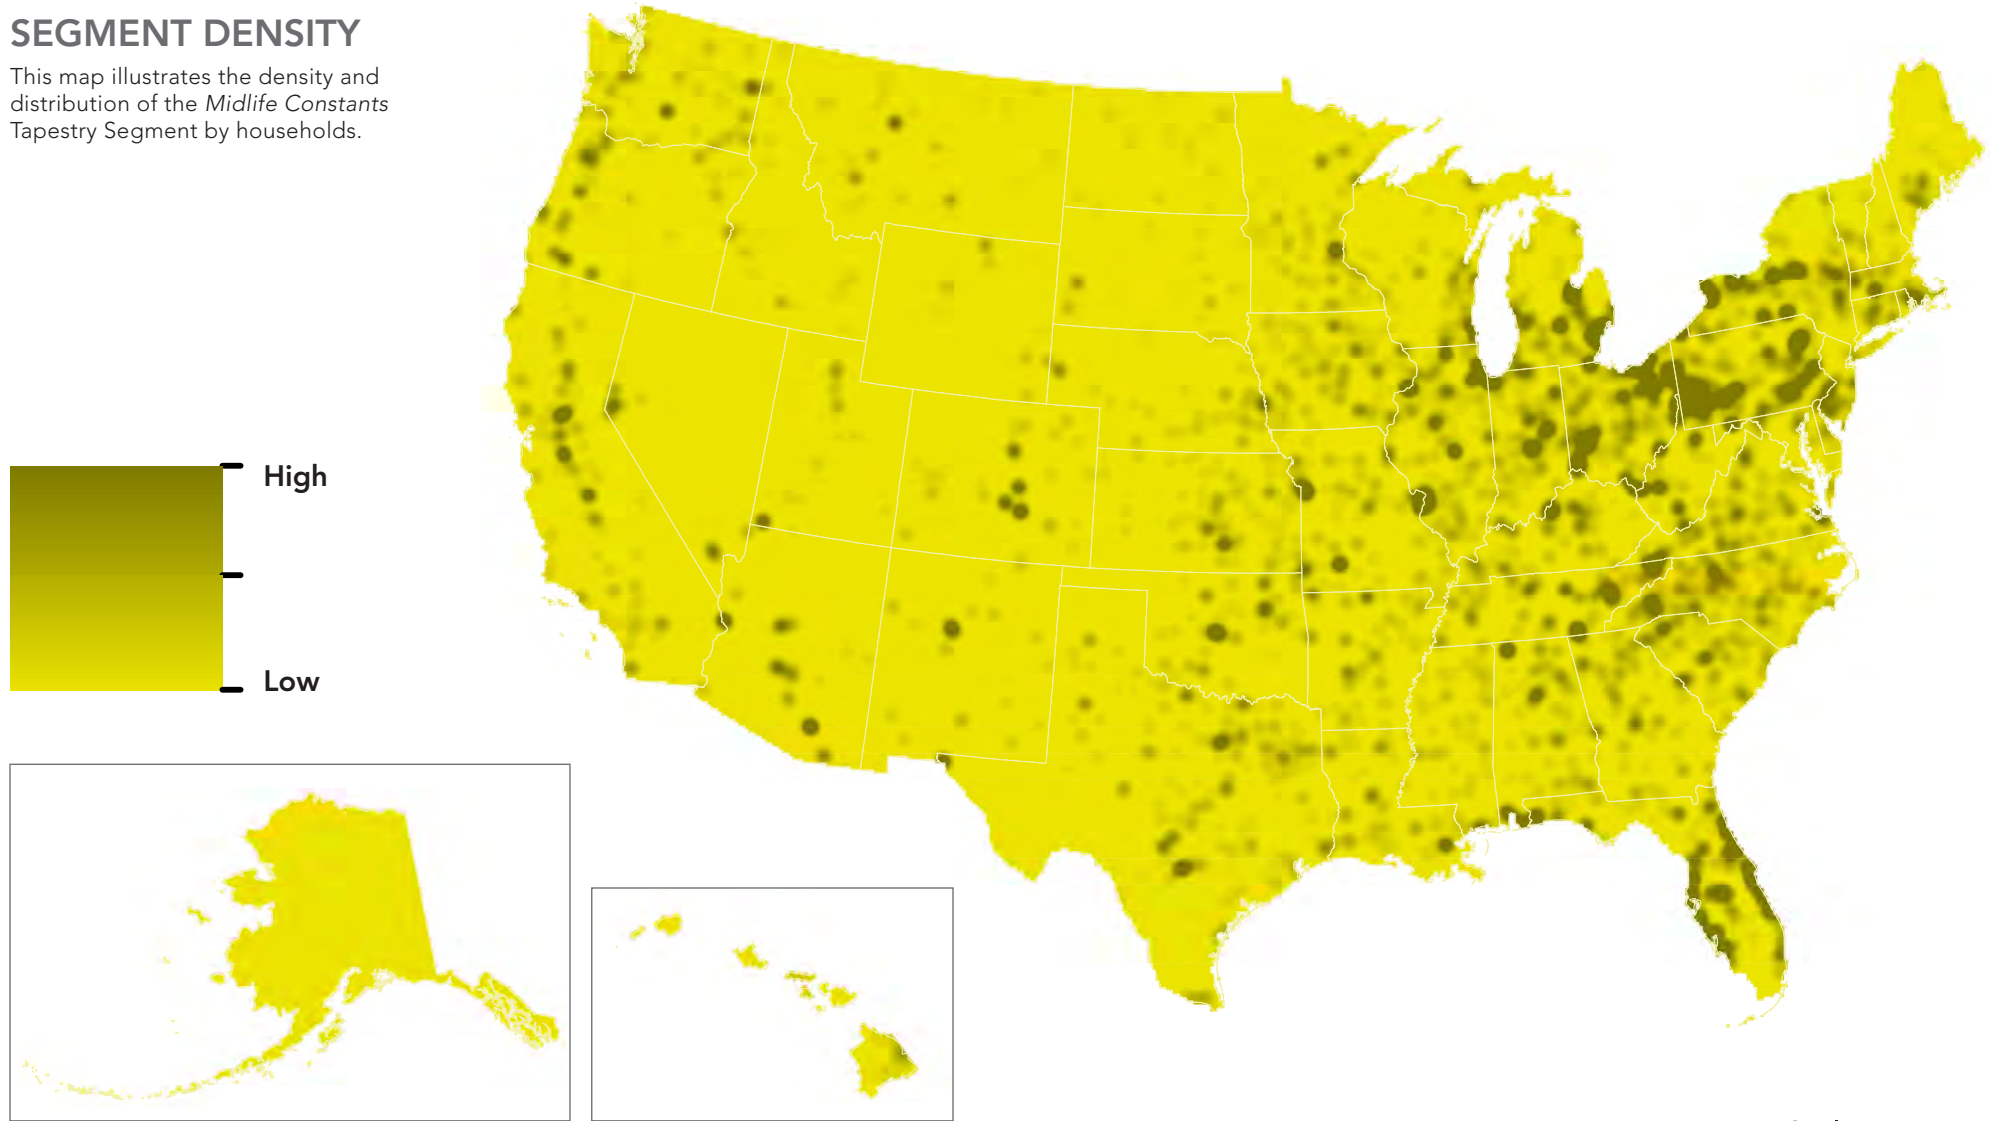 SEGMENT DENSITY
This map illustrates the density and
distribution of the Midlife Constants
Tapestry Segment by households.
High
Low